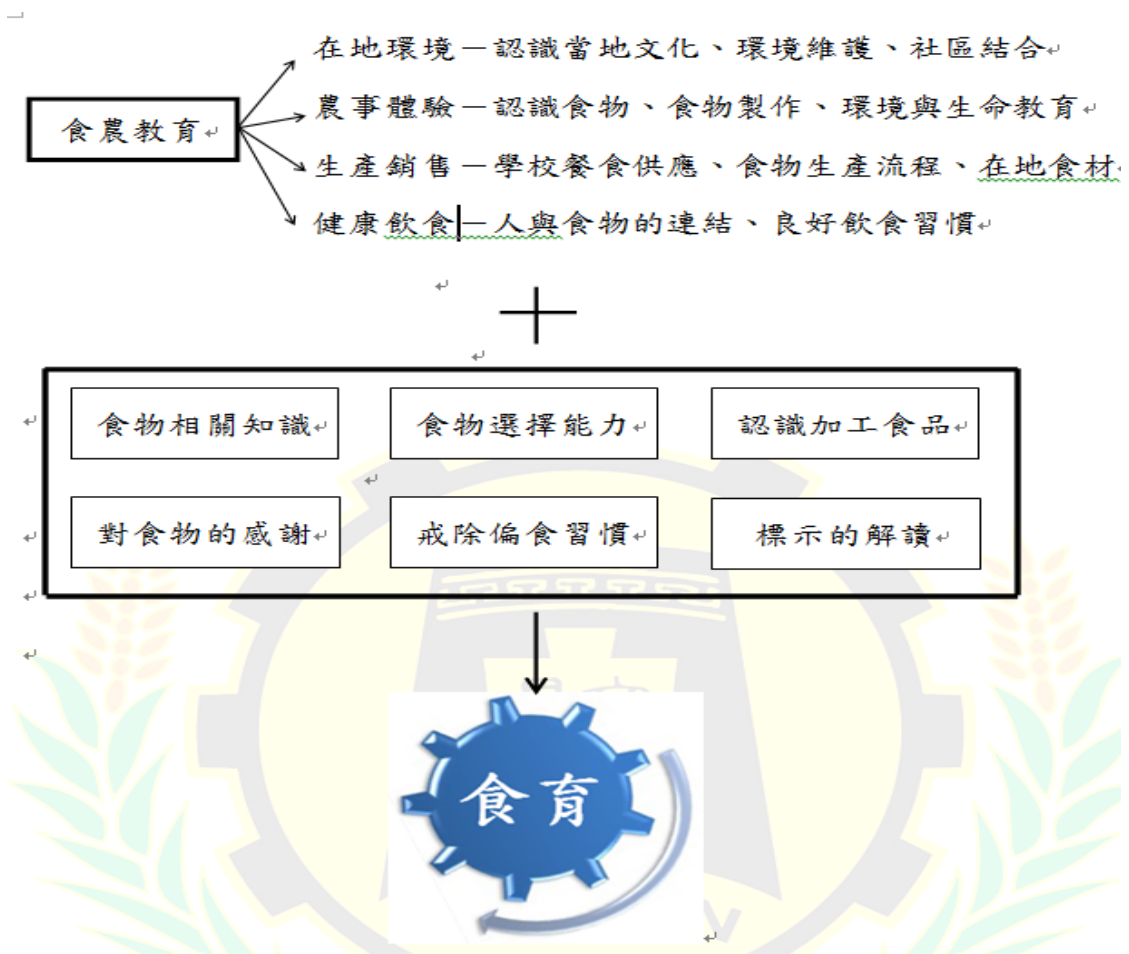 在地環境－認識當地文化、環境維護、社區結合
農事體驗－認識食物、食物製作、環境與生命教育
食農教育
生產銷售－學校餐食供應、食物生產流程、在地食材
健康飲食－人與食物的連結、良好飲食習慣
食物相關知識
食物選擇能力
認識加工食品
對食物的感謝
戒除偏食習慣
標示的解讀
食育